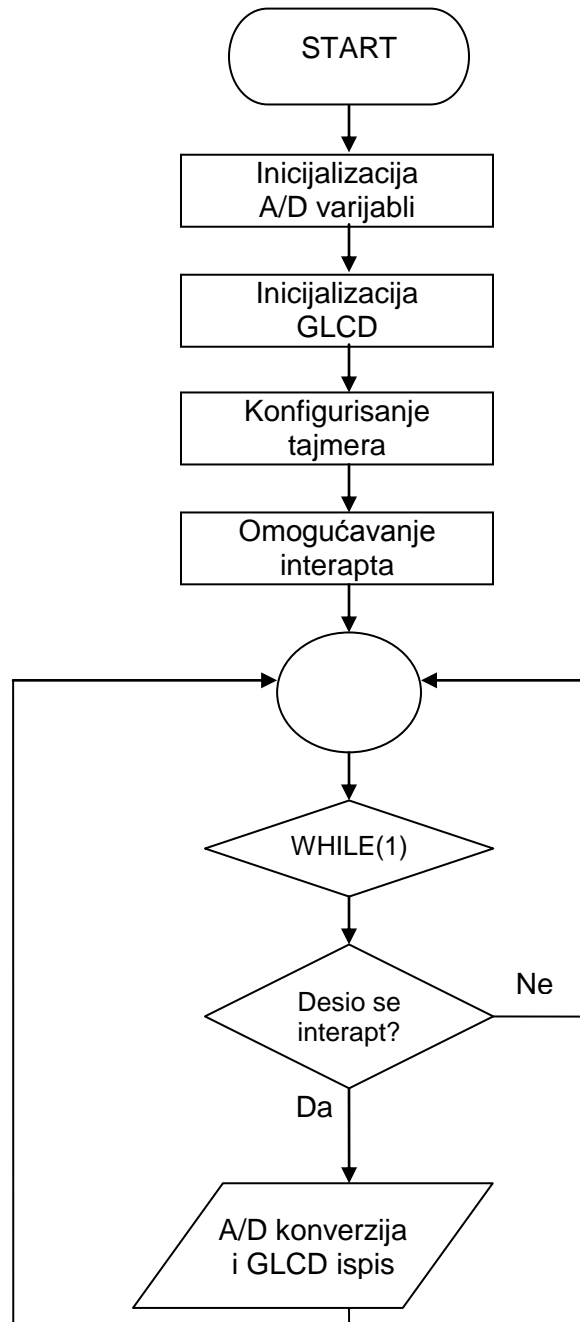 START
Inicijalizacija
A/D varijabli
Inicijalizacija
GLCD
Konfigurisanje
tajmera
Omogućavanje
interapta
WHILE(1)
Desio se
interapt?
Ne
Da
A/D konverzija
i GLCD ispis